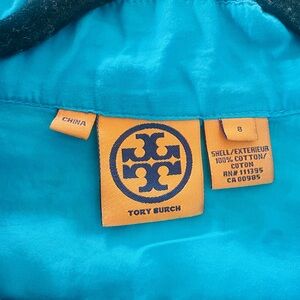 CHINA
TORY BURCH
8
SHELL/EXTERIEUR
100% COTTON/
COTON
RN# 111395
CA 00985